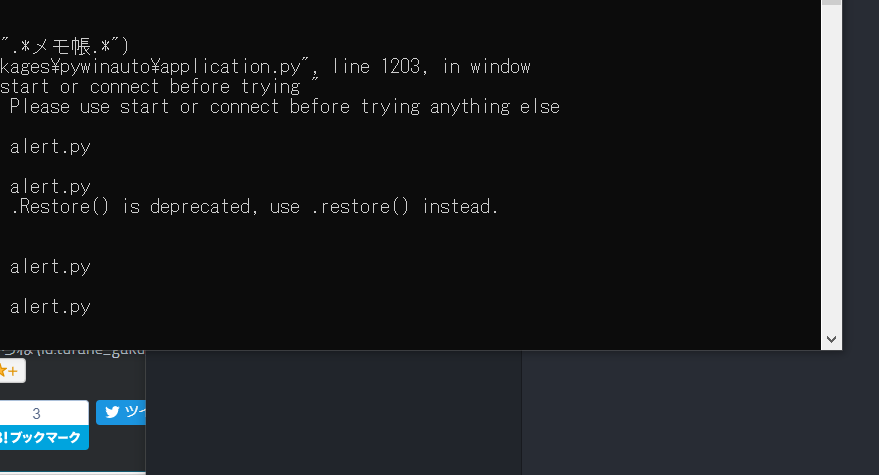 ".*メモ帳.*")
kages¥pywinauto¥application.py", line 1203, in window
start or connect before trying "
Please use start or connect before trying anything else
alert.py
alert.py
.Restore() is deprecated, use .restore() instead.
alert.py
alert.py
3
B!ブックマーク
ツイ